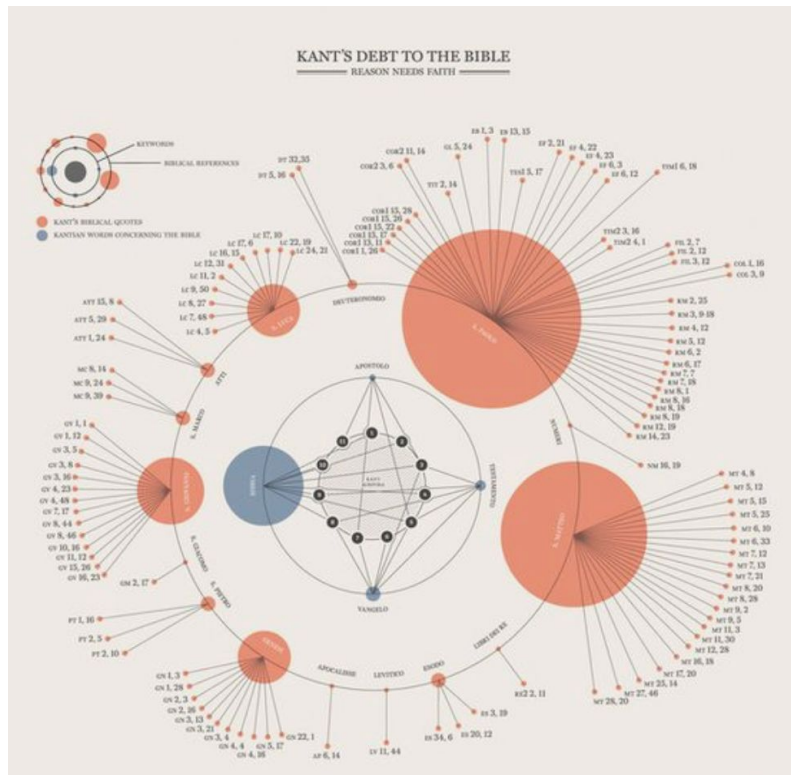 KANT'S DEBT TO THE BIBLE
REASON NEEDS FAITH
KEYWORDS
BIBLICAL REFERENCES
KANT'S BIBLICAL QUOTES
KANTIAN WORDS CONCERNING THE BIBLE
DT 32,35
DT 5,16
DEUTERONOMIO
COR2 11, 14
COR2 3, 6
GL 5, 24
EB 1, 3
EB 13, 15
TIT 2, 14
TSS1 5, 17
EF 2, 21
EF 4, 22
EF 4, 23
EF 6, 3
EF 6, 12
TIM1 6, 18
COR1 15, 28
COR1 15, 26
COR1 15, 22
COR1 15, 17
COR1 13, 11
COR1 1, 26
TIM2 3, 16
TIM2 4, 1
FIL 2, 7
FIL 2, 12
FIL 3, 12
COL 1, 16
COL 3, 9
RM 2, 25
RM 3, 9-18
RM 4, 12
RM 5, 12
RM 6, 2
RM 6, 17
RM 7, 7
RM 7, 18
RM 8, 1
RM 8, 16
RM 8, 18
RM 8, 19
RM 12, 19
RM 14, 23
S. PAOLO
NUMERI
NM 16, 19
LC 17, 10
LC 17, 6
LC 22, 19
LC 16, 15
LC 24, 21
LC 12, 31
LC 11, 2
LC 9, 50
LC 8, 27
LC 7, 48
LC 4, 5
S. LUCA
ATT 15, 8
ATT 5, 29
ATT 1, 24
ATTI
MC 8, 14
MC 9, 24
MC 9, 39
S. MARCO
GV 1, 1
GV 1, 12
GV 3, 5
GV 3, 8
GV 3, 16
GV 4, 23
GV 4, 48
GV 7, 17
GV 8, 44
GV 8, 46
GV 10, 16
GV 11, 12
GV 15, 26
GV 16, 23
S. GIOVANNI
APOSTOLO
TESTAMENTO
VANGELO
BIBBIA
1
2
3
4
5
6
7
8
9
10
11
KANT
MT 4, 8
MT 5, 12
MT 5, 15
MT 5, 25
MT 6, 10
MT 6, 33
MT 7, 12
MT 7, 13
MT 7, 21
MT 8, 20
MT 8, 28
MT 9, 2
MT 9, 5
MT 11, 3
MT 11, 30
MT 12, 28
MT 16, 18
MT 17, 20
MT 25, 14
MT 27, 46
MT 28, 20
S. MATTEO
S. GIACOMO
GM 2, 17
S. PIETRO
PT 1, 16
PT 2, 5
PT 2, 10
GENESI
GN 1, 3
GN 1, 28
GN 2, 3
GN 2, 16
GN 3, 13
GN 3, 21
GN 3, 4
GN 4, 4
GN 4, 16
GN 5, 17
GN 22, 1
APOCALISSE
AP 6, 14
LEVITICO
LV 11, 44
ESODO
ES 3, 19
ES 20, 12
ES 34, 6
LIBRI DEI RE
RE2 2, 11